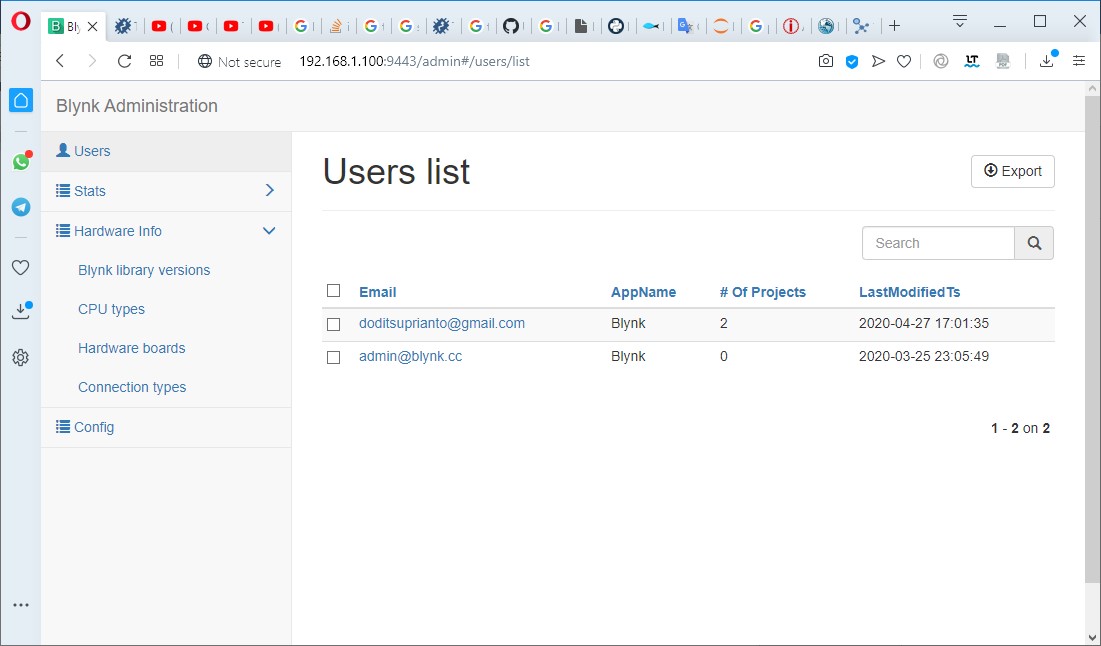 Bly
Not secure 192.168.1.100:9443/admin#/users/list
Blynk Administration
Users
Stats
Hardware Info
Blynk library versions
CPU types
Hardware boards
Connection types
Config
Users list
Export
Search
Email AppName # Of Projects LastModifiedTs
doditsuprianto@gmail.com Blynk 2 2020-04-27 17:01:35
admin@blynk.cc Blynk 0 2020-03-25 23:05:49
1 - 2 on 2